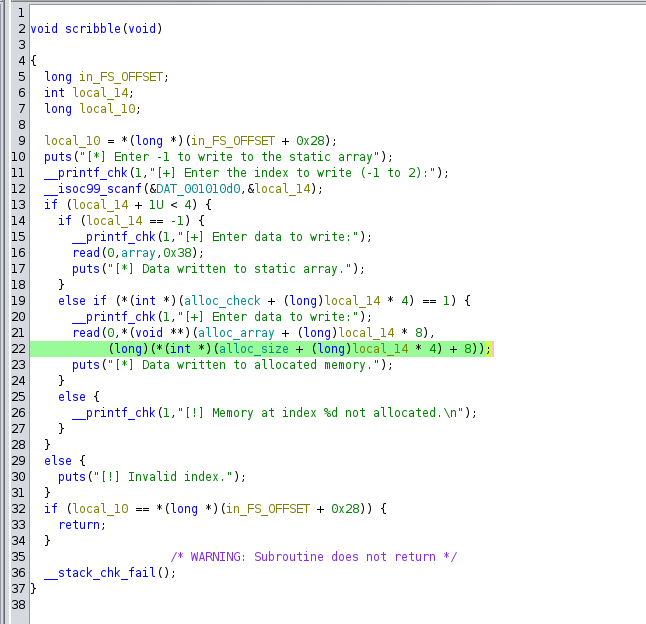 1
2 void scribble(void)
3
4 {
5 long in_FS_OFFSET;
6 int local_14;
7 long local_10;
8
9 local_10 = *(long *)(in_FS_OFFSET + 0x28);
10 puts("[*] Enter -1 to write to the static array");
11 __printf_chk(1,"[+] Enter the index to write (-1 to 2):");
12 __isoc99_scanf(&DAT_001010d0,&local_14);
13 if (local_14 + 1U < 4) {
14 if (local_14 == -1) {
15 __printf_chk(1,"[+] Enter data to write:");
16 read(0,array,0x38);
17 puts("[*] Data written to static array.");
18 }
19 else if (*(int *)(alloc_check + (long)local_14 * 4) == 1) {
20 __printf_chk(1,"[+] Enter data to write:");
21 read(0,*(void **)(alloc_array + (long)local_14 * 8),
22 (long)(*(int *)(alloc_size + (long)local_14 * 4) + 8));
23 puts("[*] Data written to allocated memory.");
24 }
25 else {
26 __printf_chk(1,"[!] Memory at index %d not allocated.\n");
27 }
28 }
29 else {
30 puts("[!] Invalid index.");
31 }
32 if (local_10 == *(long *)(in_FS_OFFSET + 0x28)) {
33 return;
34 }
35 /* WARNING: Subroutine does not return */
36 __stack_chk_fail();
37 }
38